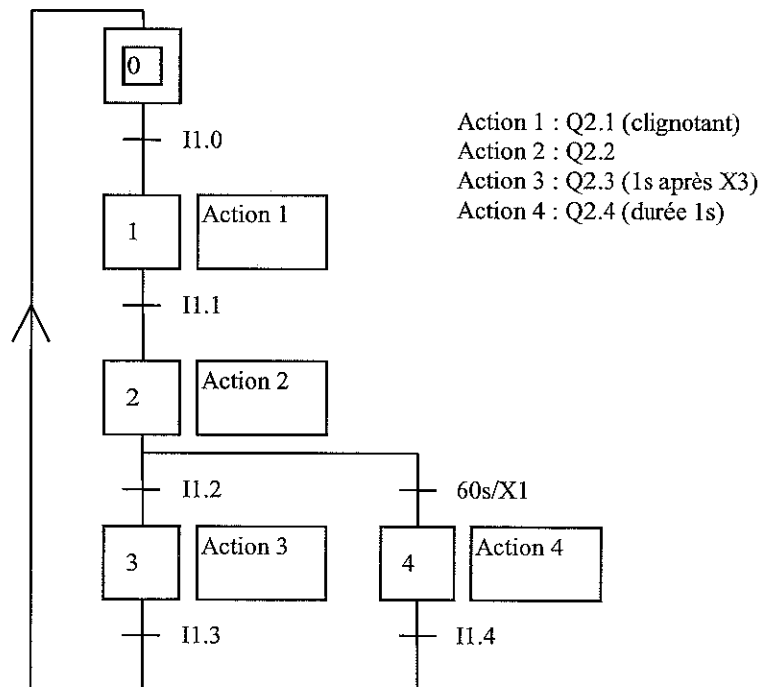 0
I1.0
Action 1 : Q2.1 (clignotant)
Action 2 : Q2.2
Action 3 : Q2.3 (1s après X3)
Action 4 : Q2.4 (durée 1s)
1
Action 1
I1.1
2
Action 2
I1.2
60s/X1
3
Action 3
4
Action 4
I1.3
I1.4